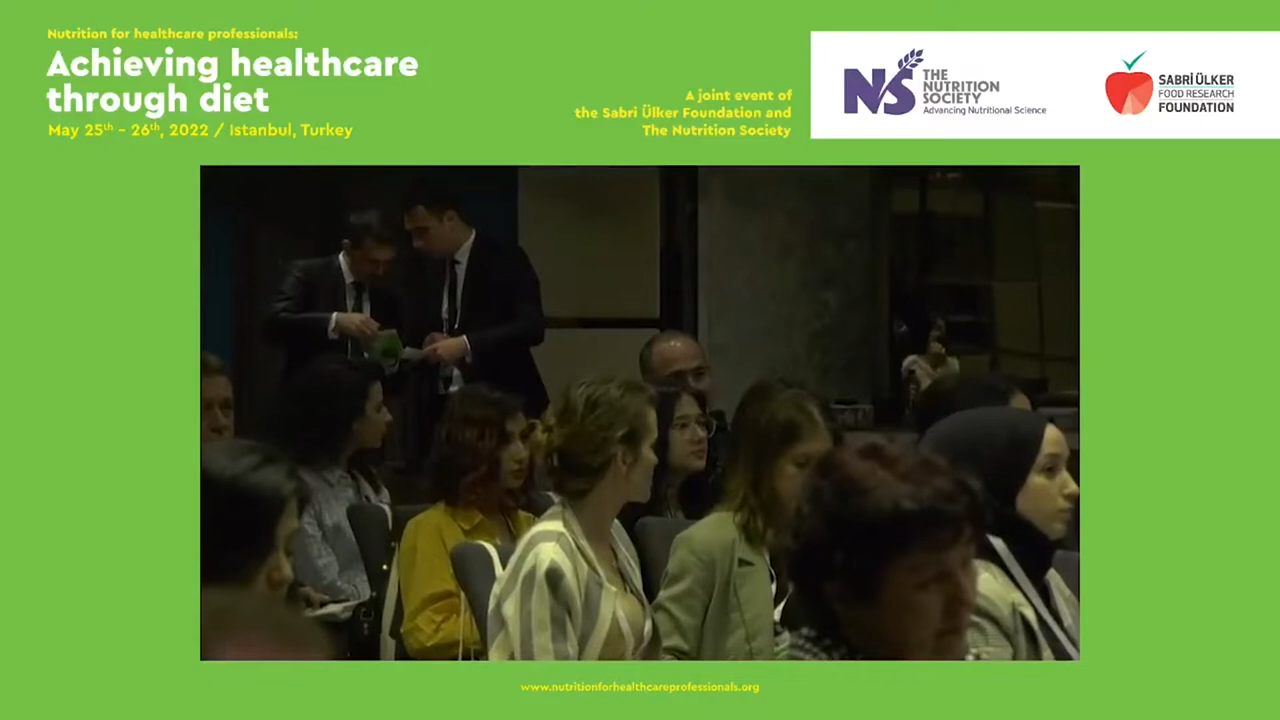 Nutrition for healthcare professionals:
Achieving healthcare
through diet
May 25th - 26th, 2022 / Istanbul, Turkey
A joint event of
the Sabri Ülker Foundation and
The Nutrition Society
NS
THE
NUTRITION
SOCIETY
Advancing Nutritional Science
SABRİ ÜLKER
FOOD RESEARCH
FOUNDATION
www.nutritionforhealthcareprofessionals.org